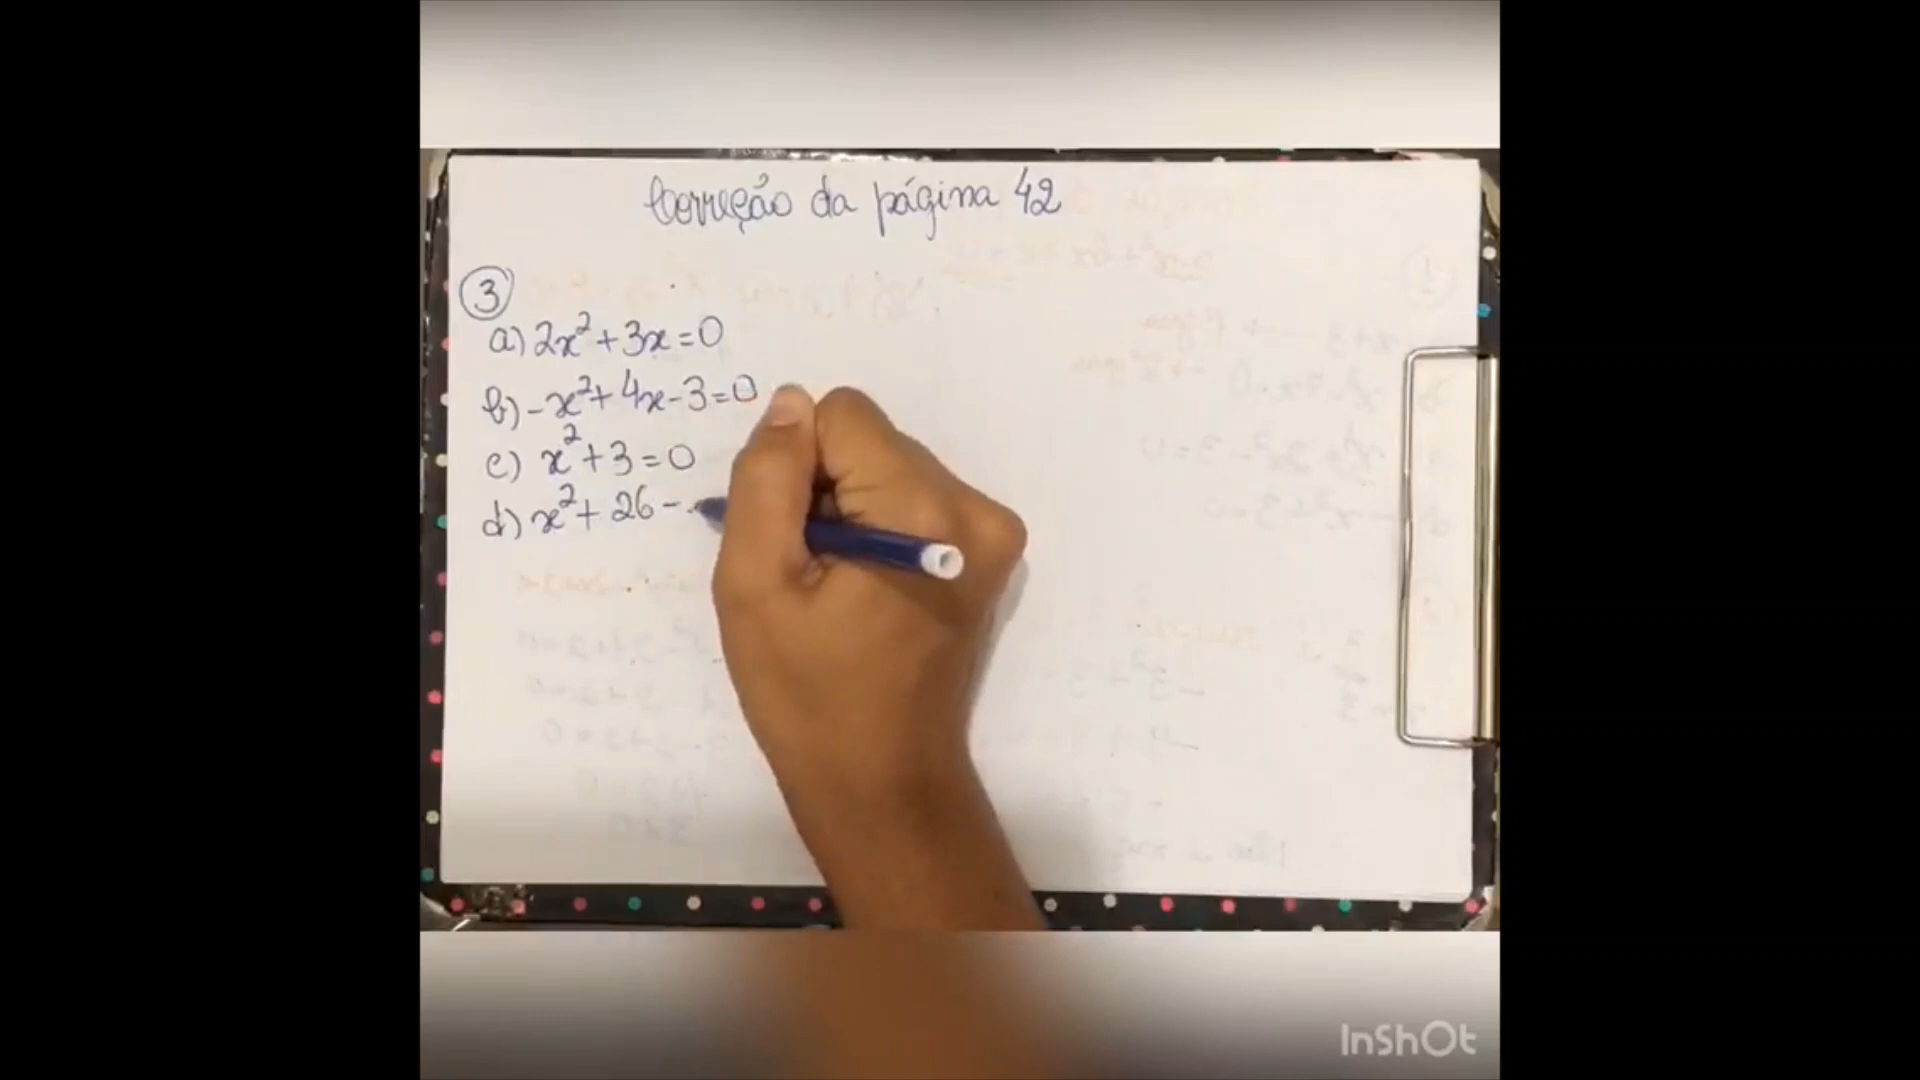 Correção da página 42
3
a) 2x²+3x=0
b) -x²+4x-3=0
c) x²+3=0
d) x²+26-
InShOt